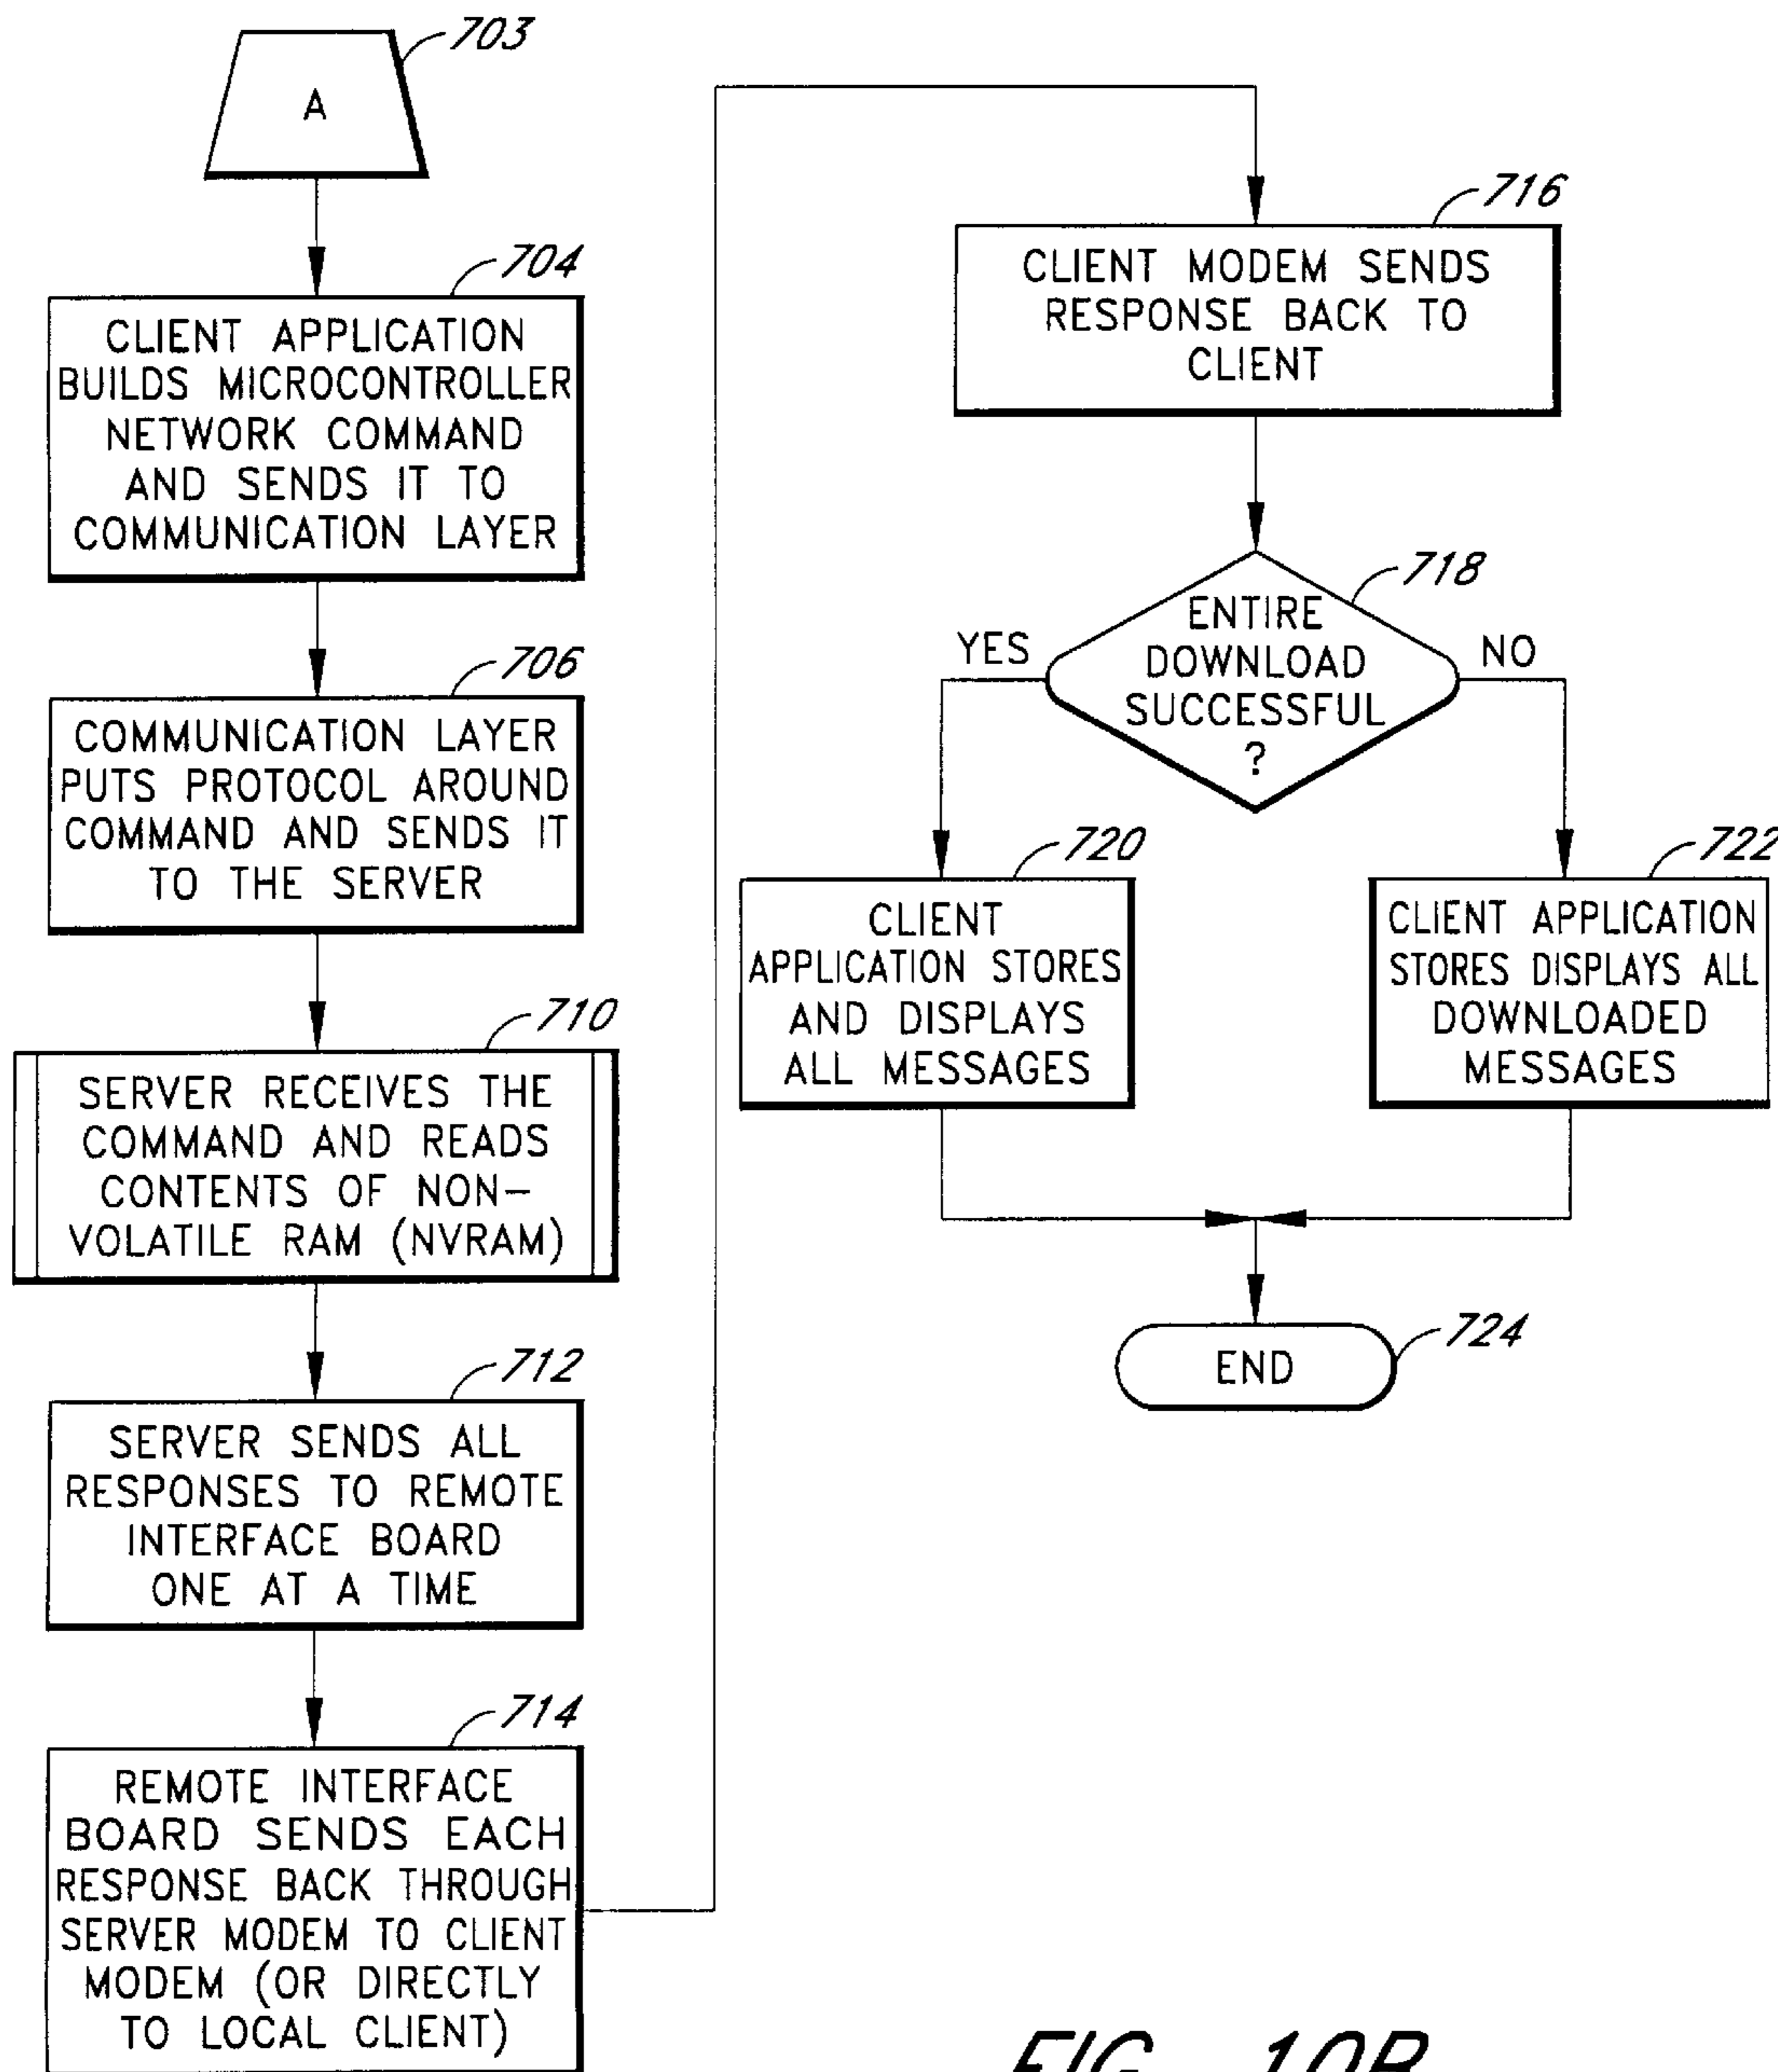 703
A
704
CLIENT APPLICATION
BUILDS MICROCONTROLLER
NETWORK COMMAND
AND SENDS IT TO
COMMUNICATION LAYER
706
COMMUNICATION LAYER
PUTS PROTOCOL AROUND
COMMAND AND SENDS IT
TO THE SERVER
710
SERVER RECEIVES THE
COMMAND AND READS
CONTENTS OF NON-
VOLATILE RAM (NVRAM)
712
SERVER SENDS ALL
RESPONSES TO REMOTE
INTERFACE BOARD
ONE AT A TIME
714
REMOTE INTERFACE
BOARD SENDS EACH
RESPONSE BACK THROUGH
SERVER MODEM TO CLIENT
MODEM (OR DIRECTLY
TO LOCAL CLIENT)
716
CLIENT MODEM SENDS
RESPONSE BACK TO
CLIENT
718
ENTIRE
DOWNLOAD
SUCCESSFUL
?
YES
NO
720
CLIENT
APPLICATION STORES
AND DISPLAYS
ALL MESSAGES
722
CLIENT APPLICATION
STORES DISPLAYS ALL
DOWNLOADED
MESSAGES
724
END
FIG. 10B